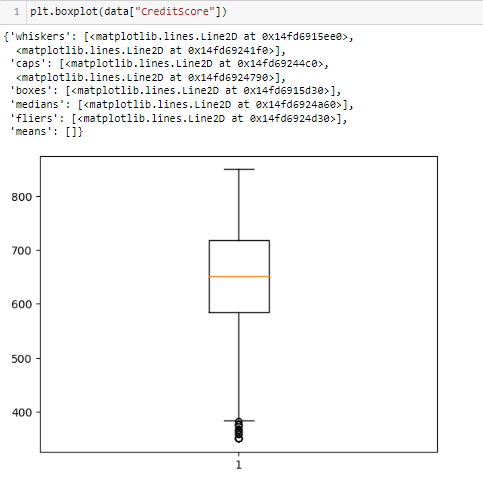 1 plt.boxplot(data["CreditScore"])
{'whiskers': [<matplotlib.lines.Line2D at 0x14fd6915ee0>,
<matplotlib.lines.Line2D at 0x14fd69241f0>],
'caps': [<matplotlib.lines.Line2D at 0x14fd69244c0>,
<matplotlib.lines.Line2D at 0x14fd6924790>],
'boxes': [<matplotlib.lines.Line2D at 0x14fd6915d30>],
'medians': [<matplotlib.lines.Line2D at 0x14fd6924a60>],
'fliers': [<matplotlib.lines.Line2D at 0x14fd6924d30>],
'means': []}
800
700
600
500
400
1